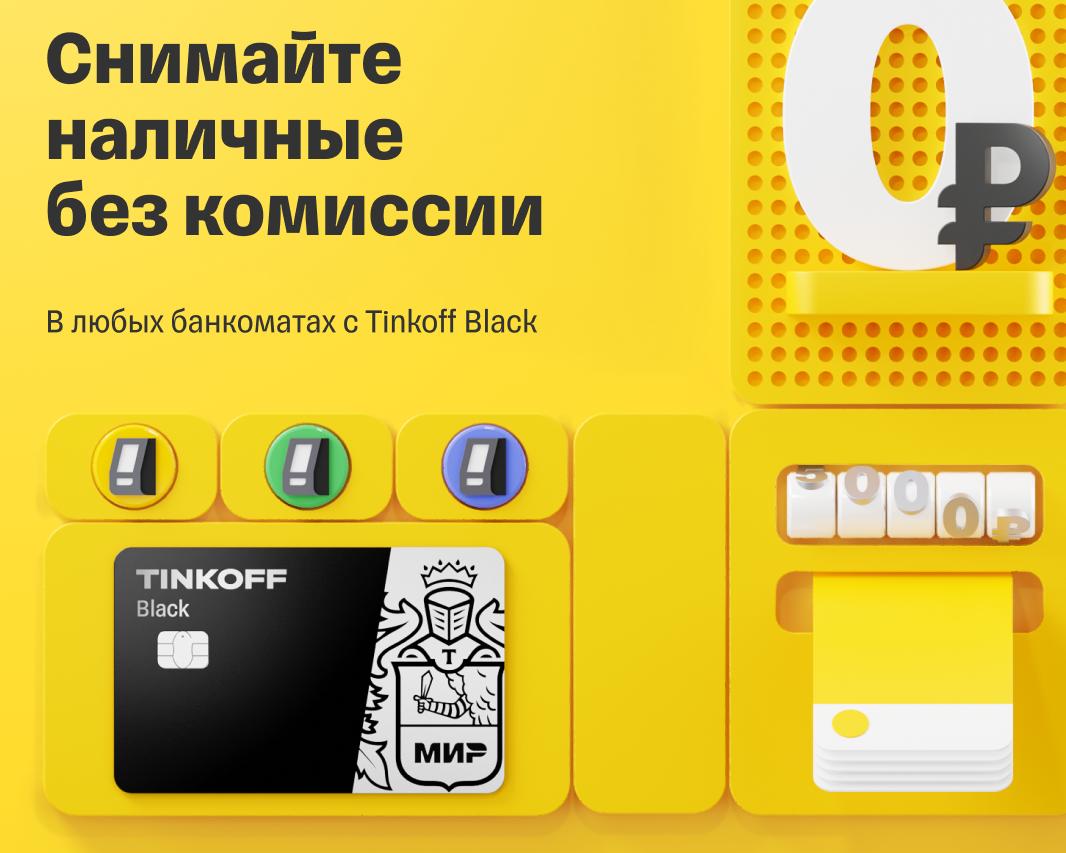 Снимайте
наличные
без комиссии
0₽
В любых банкоматах с Tinkoff Black
5000₽
TINKOFF
Black
T
МИР